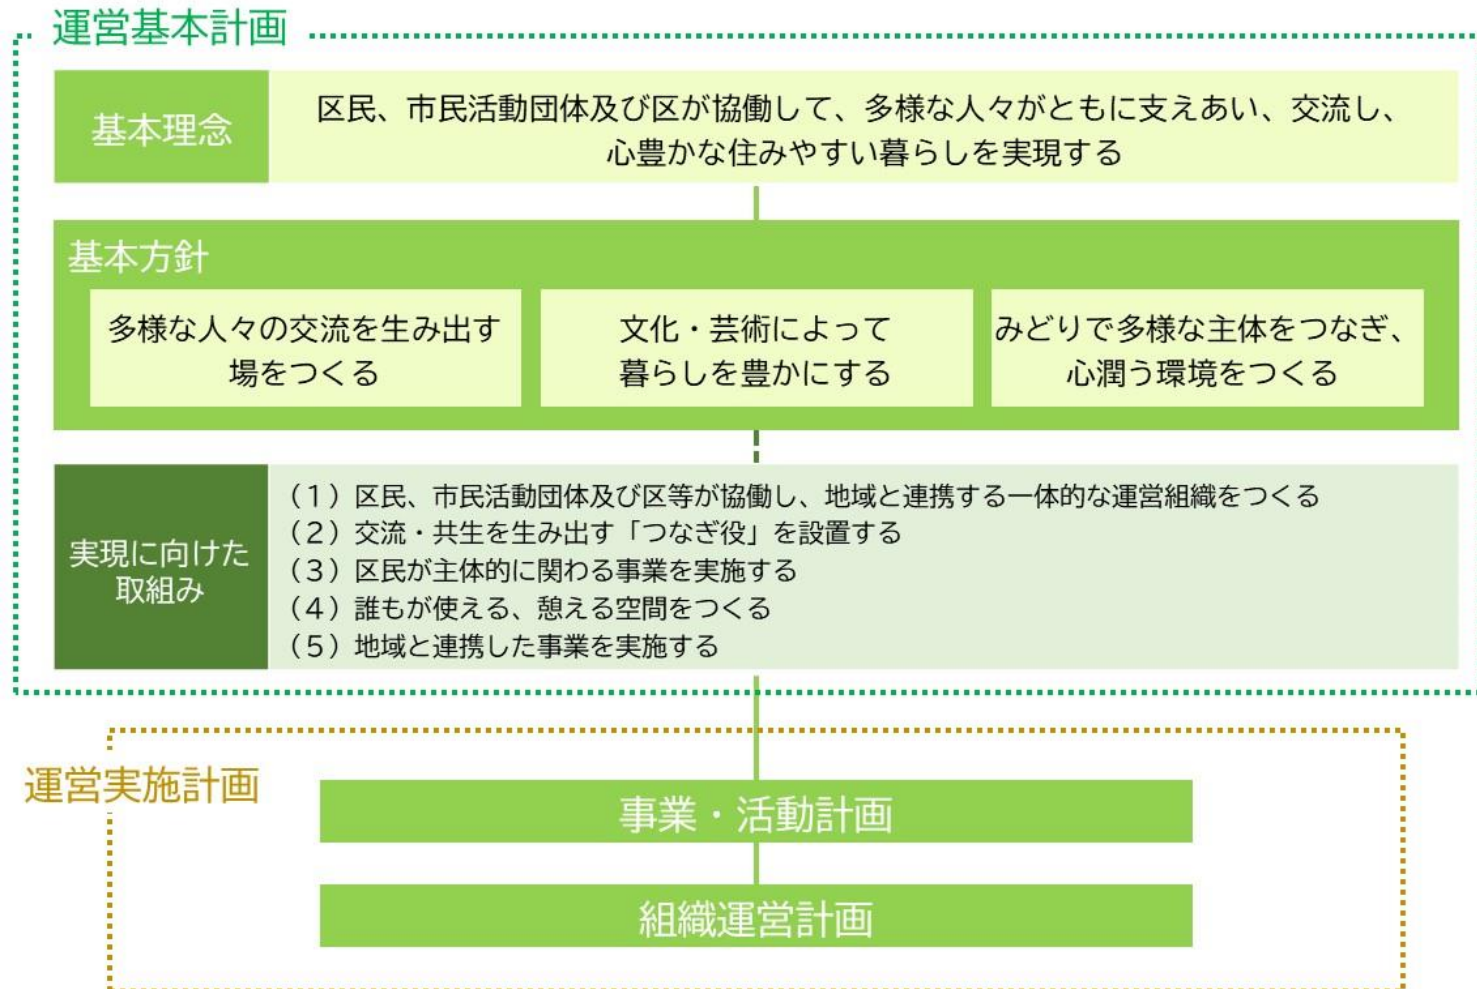 運営基本計画
基本理念
区民、市民活動団体及び区が協働して、多様な人々がともに支えあい、交流し、
心豊かな住みやすい暮らしを実現する
基本方針
多様な人々の交流を生み出す
場をつくる
文化・芸術によって
暮らしを豊かにする
みどりで多様な主体をつなぎ、
心潤う環境をつくる
実現に向けた
取組み
（１）区民、市民活動団体及び区等が協働し、地域と連携する一体的な運営組織をつくる
（２）交流・共生を生み出す「つなぎ役」を設置する
（３）区民が主体的に関わる事業を実施する
（４）誰もが使える、憩える空間をつくる
（５）地域と連携した事業を実施する
運営実施計画
事業・活動計画
組織運営計画